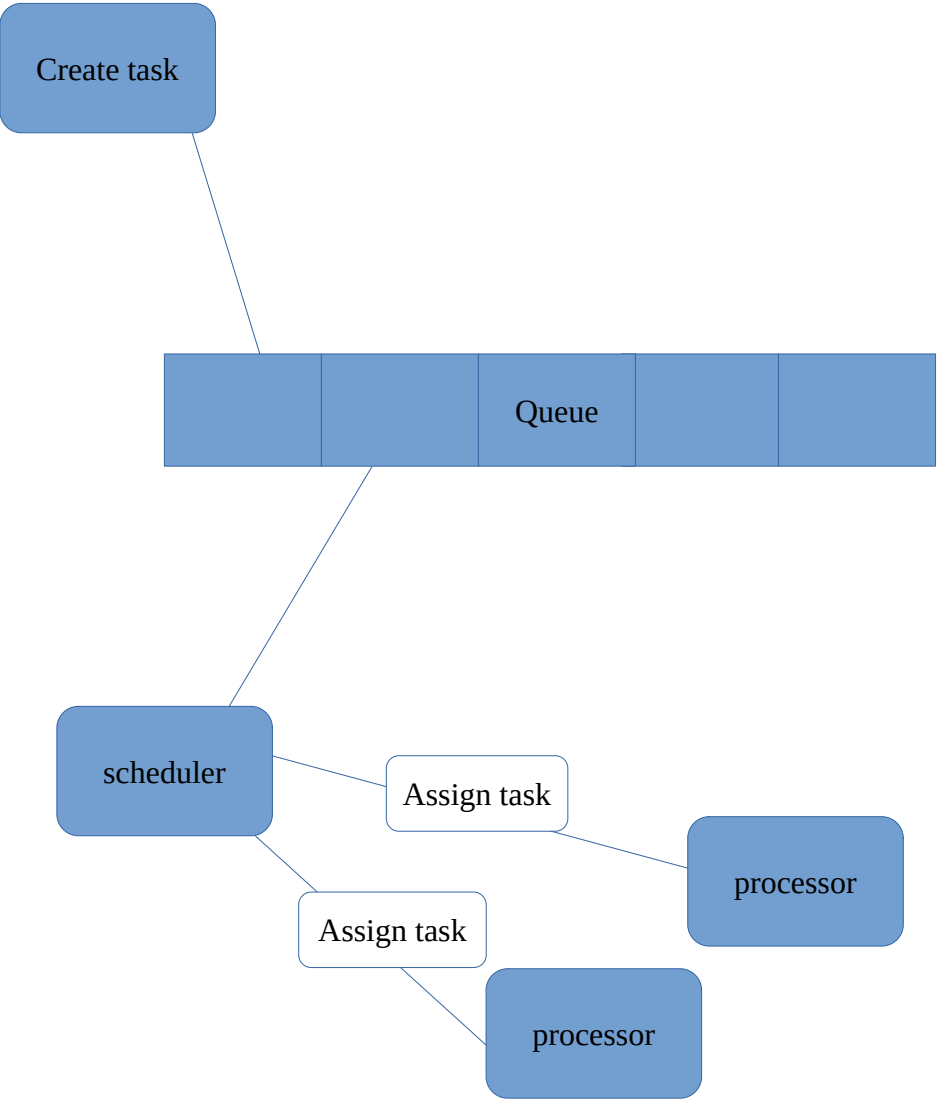 Create task
Queue
scheduler
Assign task
processor
Assign task
processor